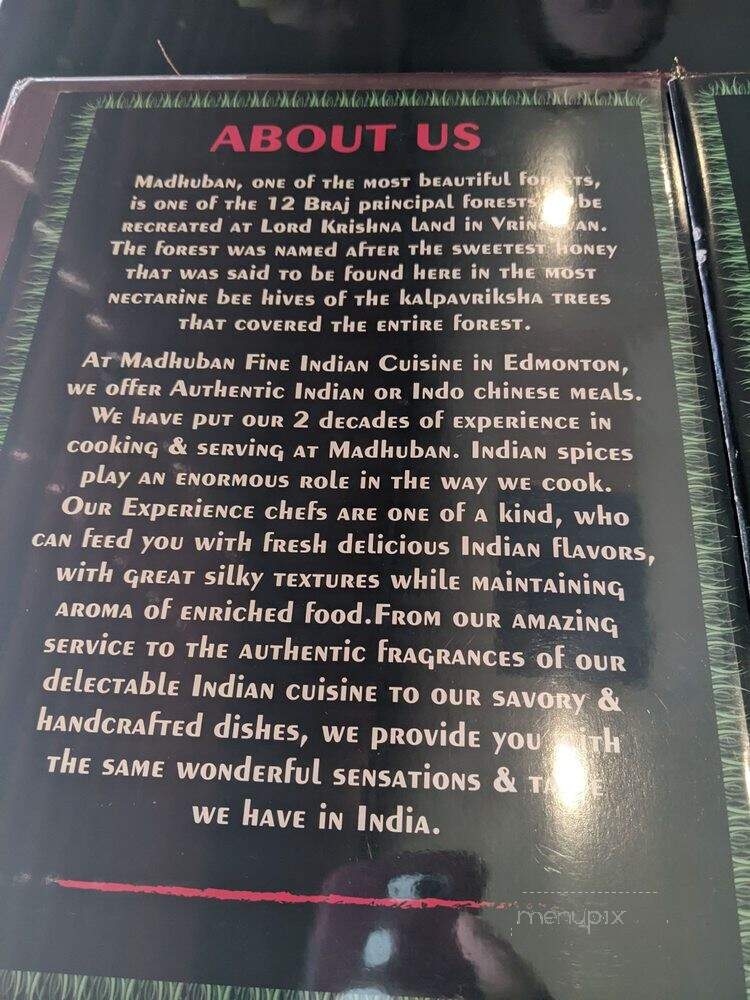 ABOUT US
Madhuban, one of the most beautiful forests,
is one of the 12 Braj principal forests be
recreated at Lord Krishna land in Vrindavan.
The forest was named after the sweetest honey
that was said to be found here in the most
nectarine bee hives of the kalpavriksha trees
that covered the entire forest.
At Madhuban Fine Indian Cuisine in Edmonton,
we offer Authentic Indian or Indo chinese meals.
We have put our 2 decades of experience in
cooking & serving at Madhuban. Indian spices
play an enormous role in the way we cook.
Our Experience chefs are one of a kind, who
can feed you with fresh delicious Indian flavors,
with great silky textures while maintaining
aroma of enriched food.From our amazing
service to the authentic fragrances of our
delectable Indian cuisine to our savory &
handcrafted dishes, we provide you with
the same wonderful sensations &
we have in India.
menupix